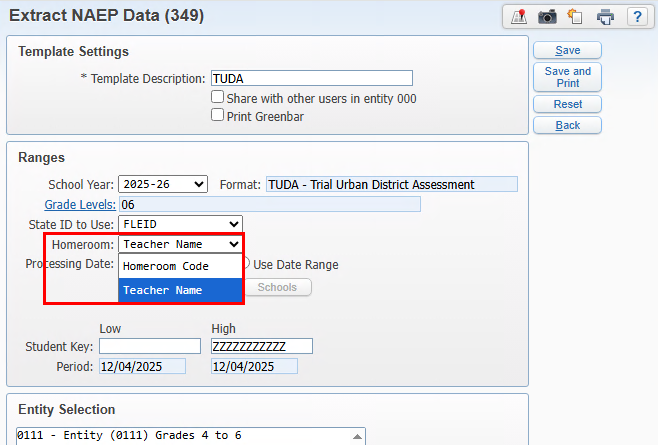 Extract NAEP Data (349)
?
Template Settings
* Template Description: TUDA
Share with other users in entity 000
Print Greenbar
Save
Save and
Print
Reset
Back
Ranges
School Year: 2025-26 Format: TUDA - Trial Urban District Assessment
Grade Levels: 06
State ID to Use: FLEID
Homeroom: Teacher Name
Homeroom Code
Teacher Name
Processing Date: Use Date Range
Schools
Low High
Student Key: ZZZZZZZZZZZ
Period: 12/04/2025 12/04/2025
Entity Selection
0111 - Entity (0111) Grades 4 to 6